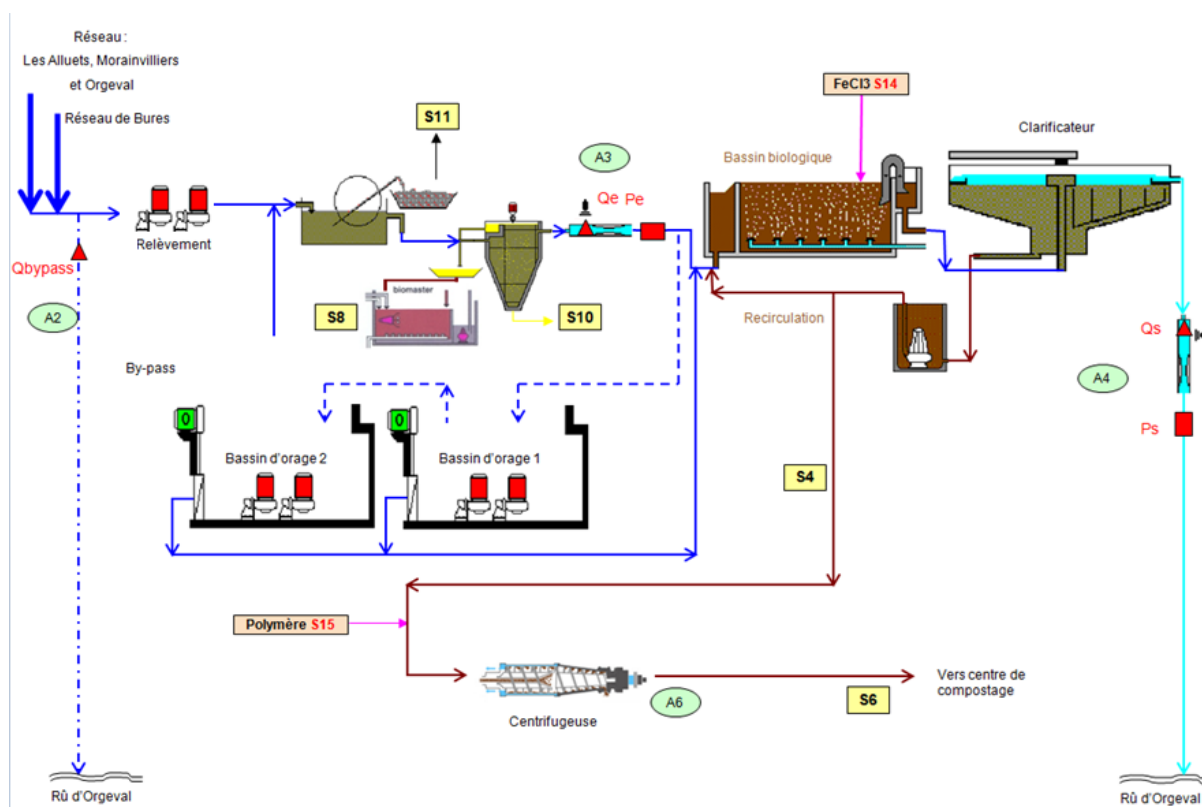 Réseau :
Les Alluets, Morainvilliers
et Orgeval
Réseau de Bures
FeCl3 S14
S11
Clarificateur
A3
Bassin biologique
Qe Pe
Relèvement
Qbypass
biomaster
A2
S8
S10
Recirculation
Qs
By-pass
A4
Ps
0
0
Bassin d'orage 2
Bassin d'orage 1
S4
Polymère S15
Vers centre de
compostage
A6
S6
Centrifugeuse
Rû d'Orgeval
Rû d'Orgeval